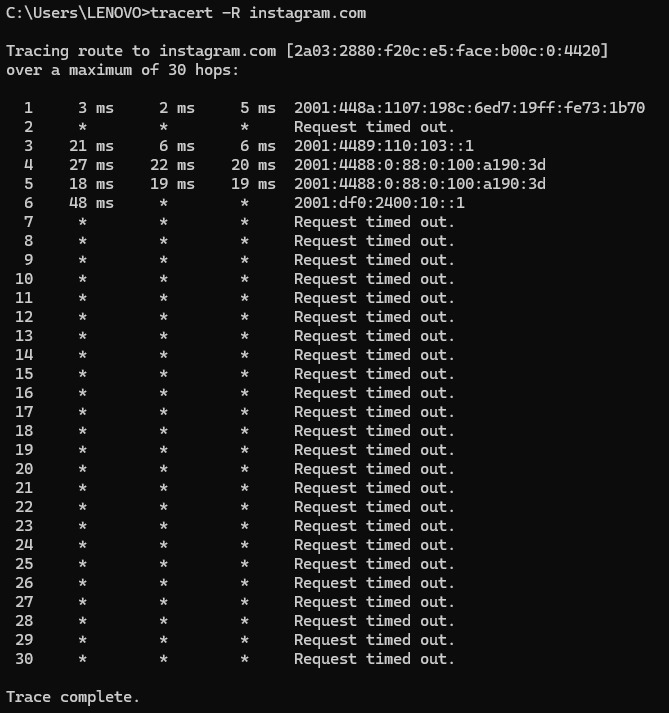 C:\Users\LENOVO>tracert -R instagram.com
Tracing route to instagram.com [2a03:2880:f20c:e5:face:b00c:0:4420]
over a maximum of 30 hops:
1 3 ms 2 ms 5 ms 2001:448a:1107:198c:6ed7:19ff:fe73:1b70
2 * * * Request timed out.
3 21 ms 6 ms 6 ms 2001:4489:110:103::1
4 27 ms 22 ms 20 ms 2001:4488:0:88:0:100:a190:3d
5 18 ms 19 ms 19 ms 2001:4488:0:88:0:100:a190:3d
6 48 ms * * 2001:df0:2400:10::1
7 * * * Request timed out.
8 * * * Request timed out.
9 * * * Request timed out.
10 * * * Request timed out.
11 * * * Request timed out.
12 * * * Request timed out.
13 * * * Request timed out.
14 * * * Request timed out.
15 * * * Request timed out.
16 * * * Request timed out.
17 * * * Request timed out.
18 * * * Request timed out.
19 * * * Request timed out.
20 * * * Request timed out.
21 * * * Request timed out.
22 * * * Request timed out.
23 * * * Request timed out.
24 * * * Request timed out.
25 * * * Request timed out.
26 * * * Request timed out.
27 * * * Request timed out.
28 * * * Request timed out.
29 * * * Request timed out.
30 * * * Request timed out.
Trace complete.